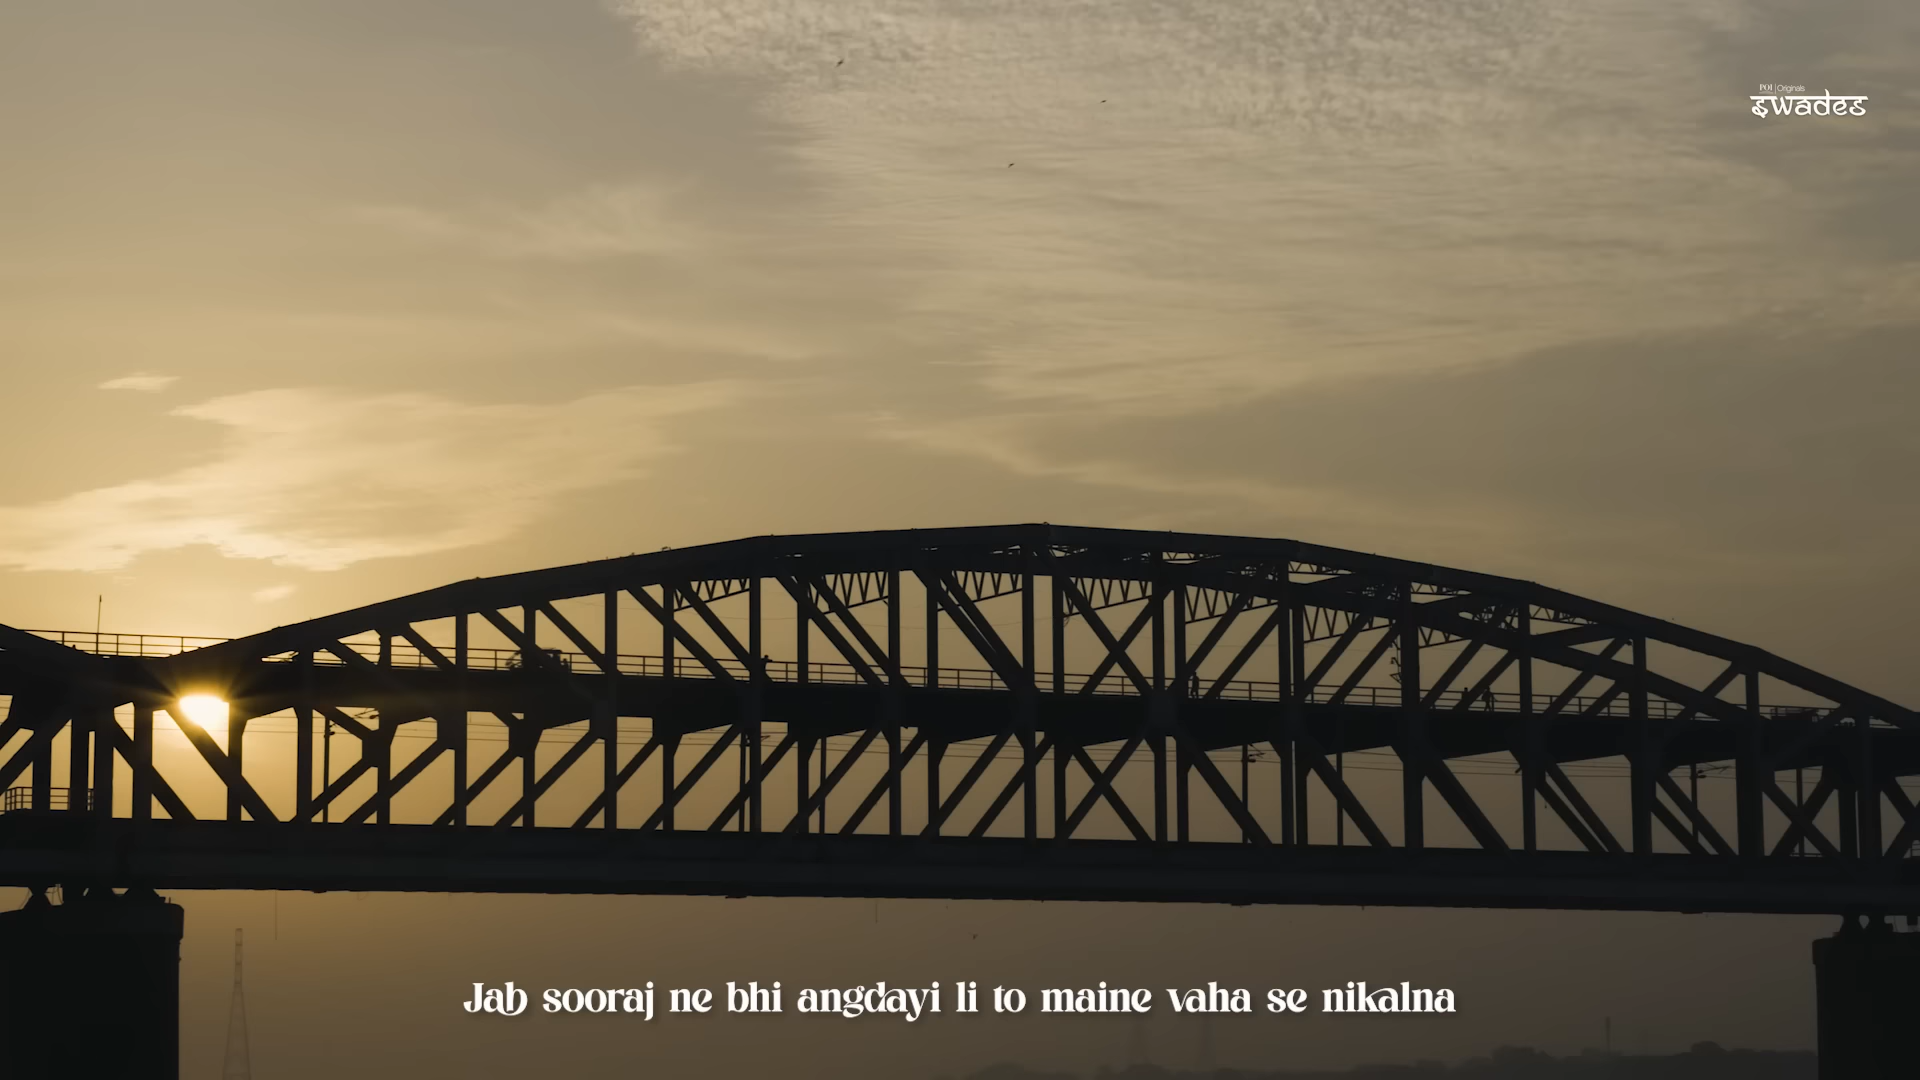 POI Originals
swades
Jab sooraj ne bhi angdayi li to maine vaha se nikalna